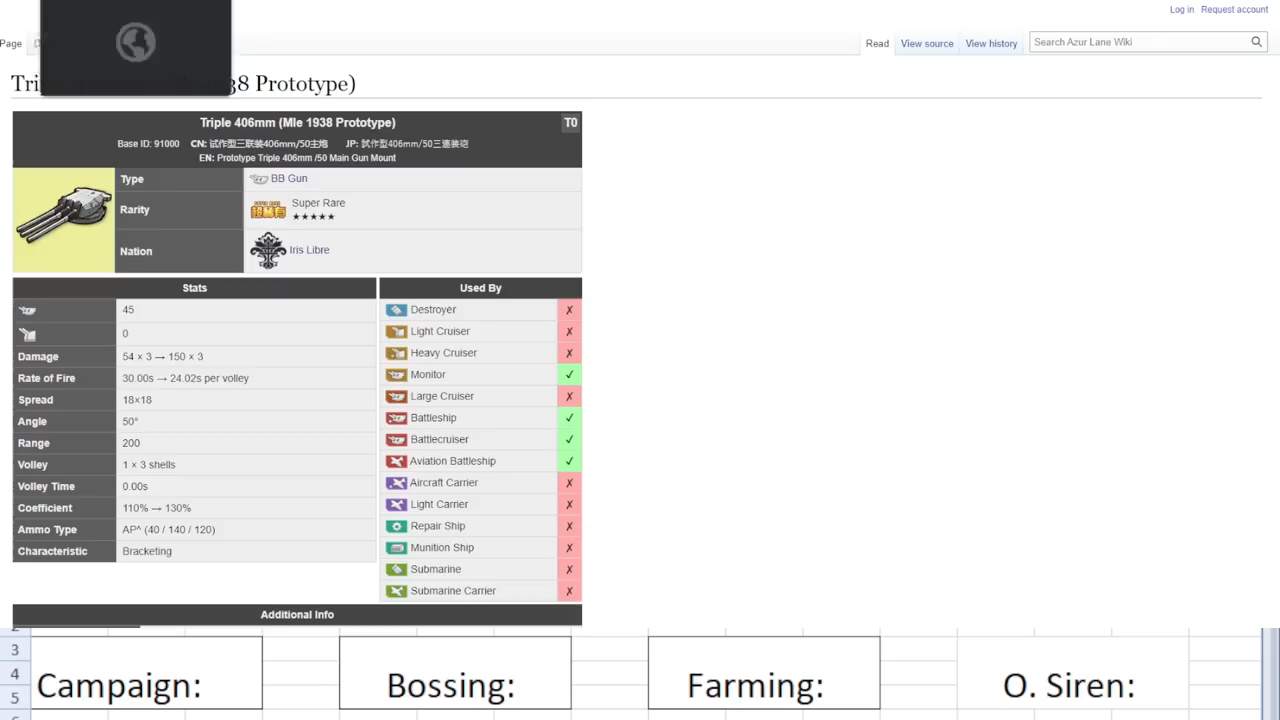 Log in Request account
Page
Read View source View history Search Azur Lane Wiki
Tri 38 Prototype)
Triple 406mm (Mle 1938 Prototype) T0
Base ID: 91000 CN: 试作型三联装406mm/50主炮 JP: 試作型406mm/50三連装砲
EN: Prototype Triple 406mm /50 Main Gun Mount
Type BB Gun
Rarity Super Rare
★★★★★
Nation Iris Libre
Stats Used By
45 Destroyer ✗
0 Light Cruiser ✗
Damage 54 × 3 → 150 × 3 Heavy Cruiser ✗
Rate of Fire 30.00s → 24.02s per volley Monitor ✓
Spread 18×18 Large Cruiser ✗
Angle 50° Battleship ✓
Range 200 Battlecruiser ✓
Volley 1 × 3 shells Aviation Battleship ✓
Volley Time 0.00s Aircraft Carrier ✗
Coefficient 110% → 130% Light Carrier ✗
Ammo Type AP^ (40 / 140 / 120) Repair Ship ✗
Characteristic Bracketing Munition Ship ✗
Submarine ✗
Submarine Carrier ✗
Additional Info
3
4
5
Campaign: Bossing: Farming: O. Siren: